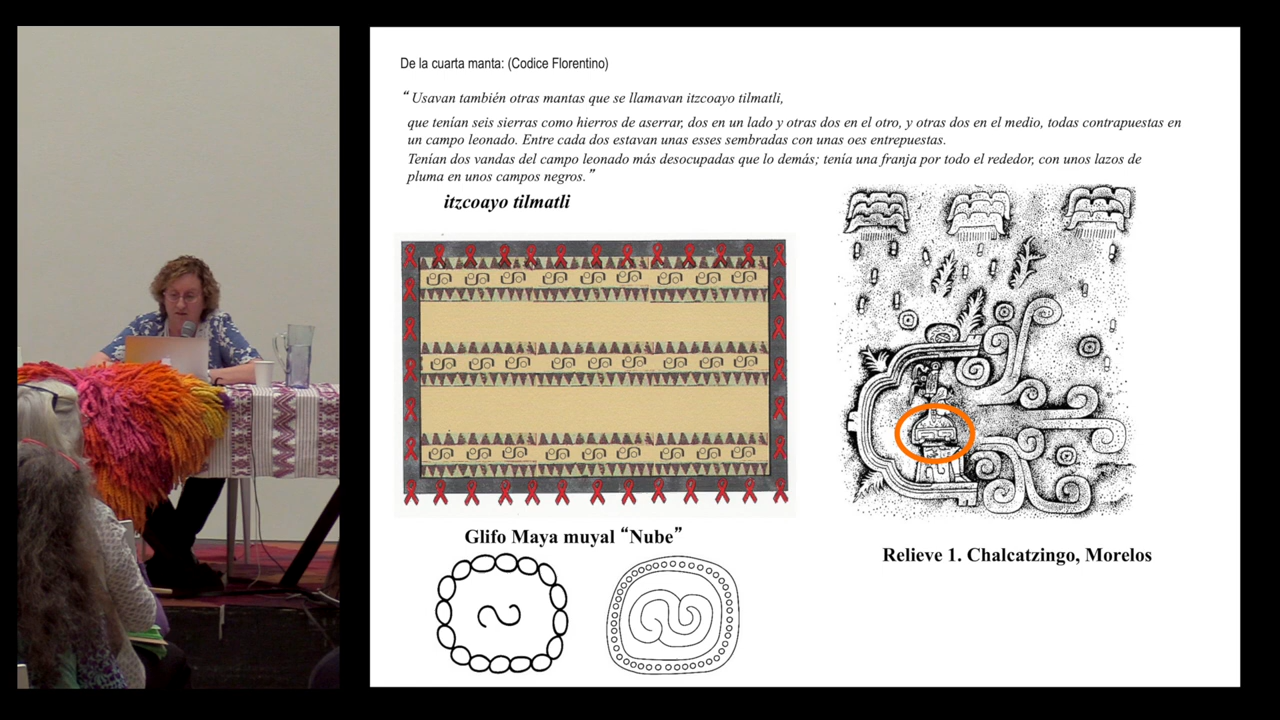 De la cuarta manta: (Codice Florentino)
“ Usavan también otras mantas que se llamavan itzcoayo tilmatli,
que tenían seis sierras como hierros de aserrar, dos en un lado y otras dos en el otro, y otras dos en el medio, todas contrapuestas en
un campo leonado. Entre cada dos estavan unas esses sembradas con unas oes entrepuestas.
Tenían dos vandas del campo leonado más desocupadas que lo demás; tenía una franja por todo el rededor, con unos lazos de
pluma en unos campos negros.”
itzcoayo tilmatli
Glifo Maya muyal “Nube”
Relieve 1. Chalcatzingo, Morelos